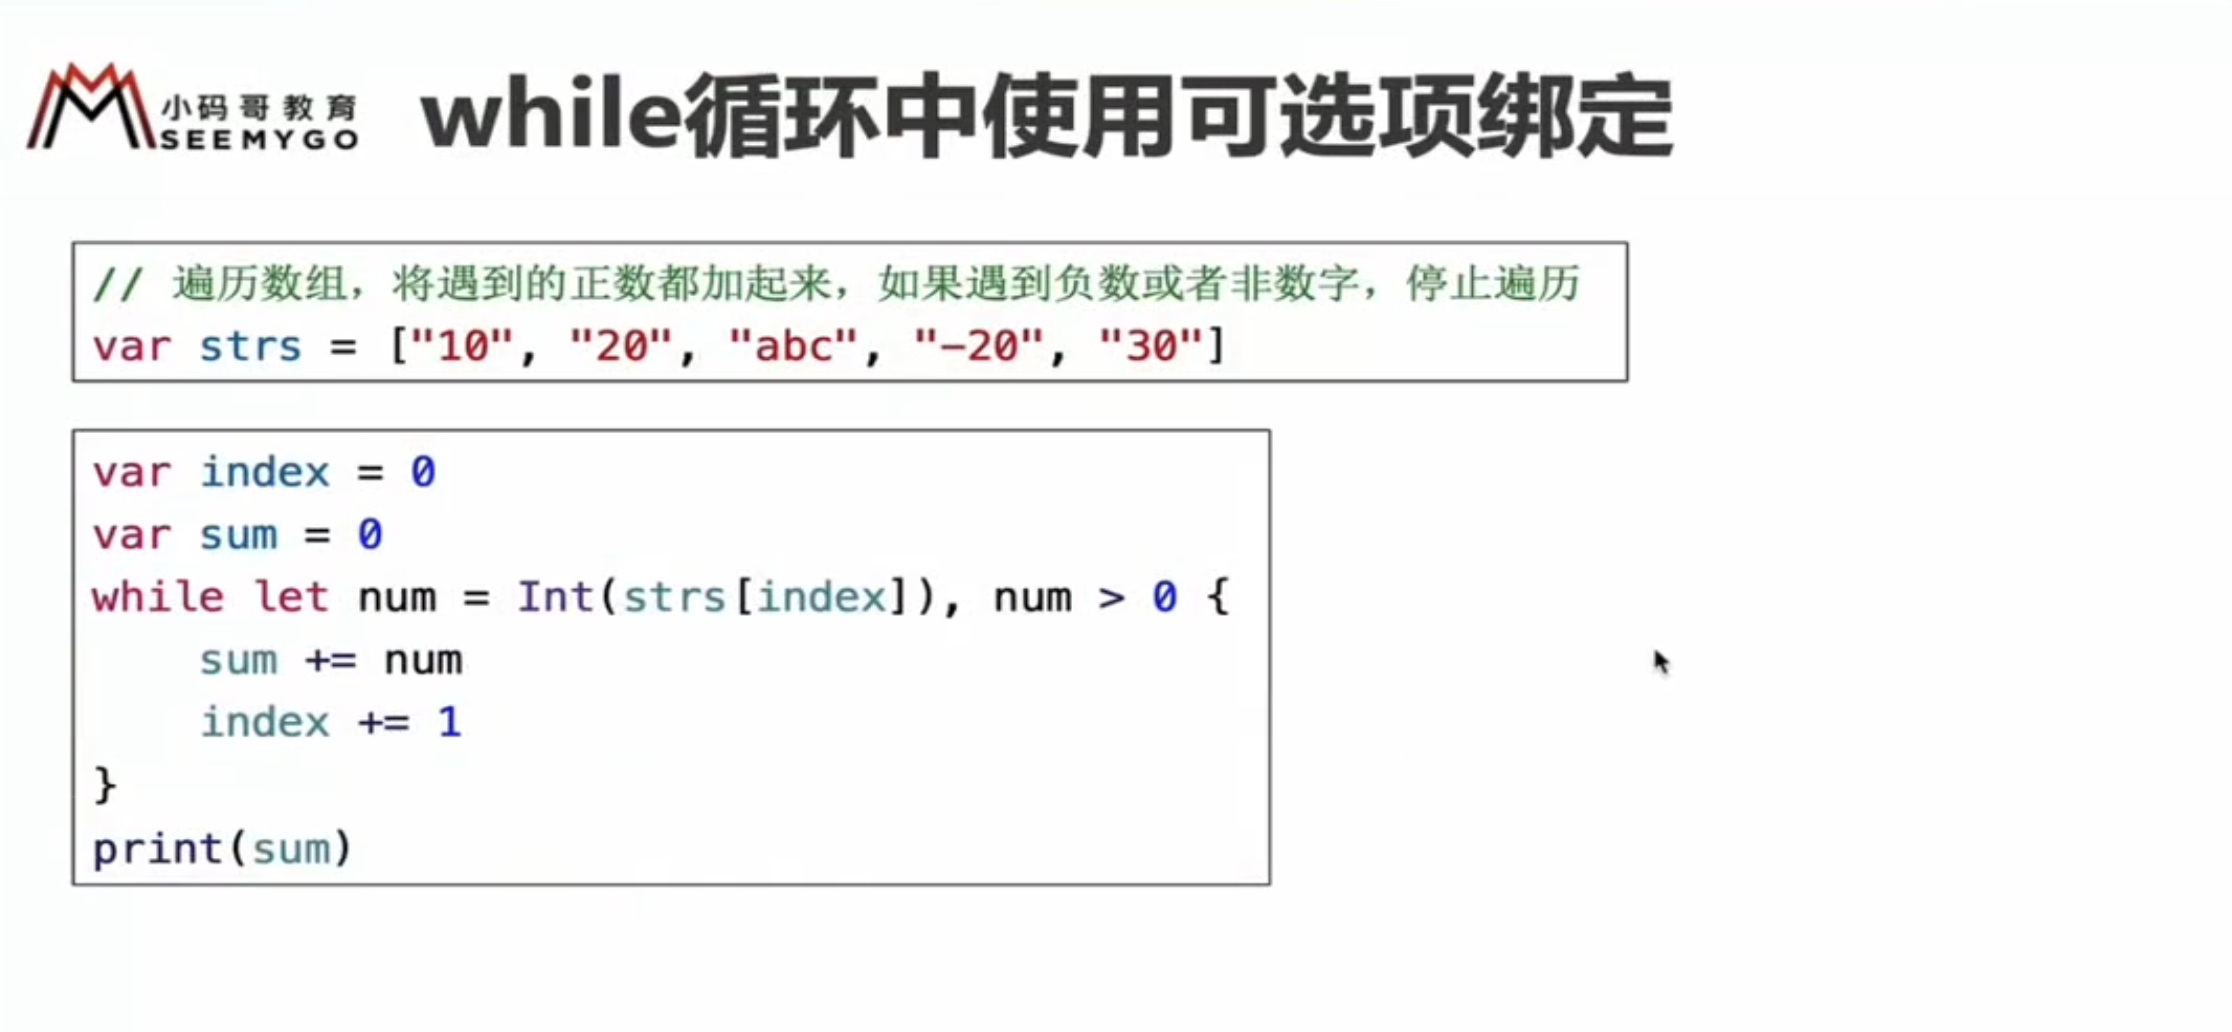 小码哥教育
SEEMYGO
while循环中使用可选项绑定
// 遍历数组，将遇到的正数都加起来，如果遇到负数或者非数字，停止遍历
var strs = ["10", "20", "abc", "-20", "30"]
var index = 0
var sum = 0
while let num = Int(strs[index]), num > 0 {
    sum += num
    index += 1
}
print(sum)